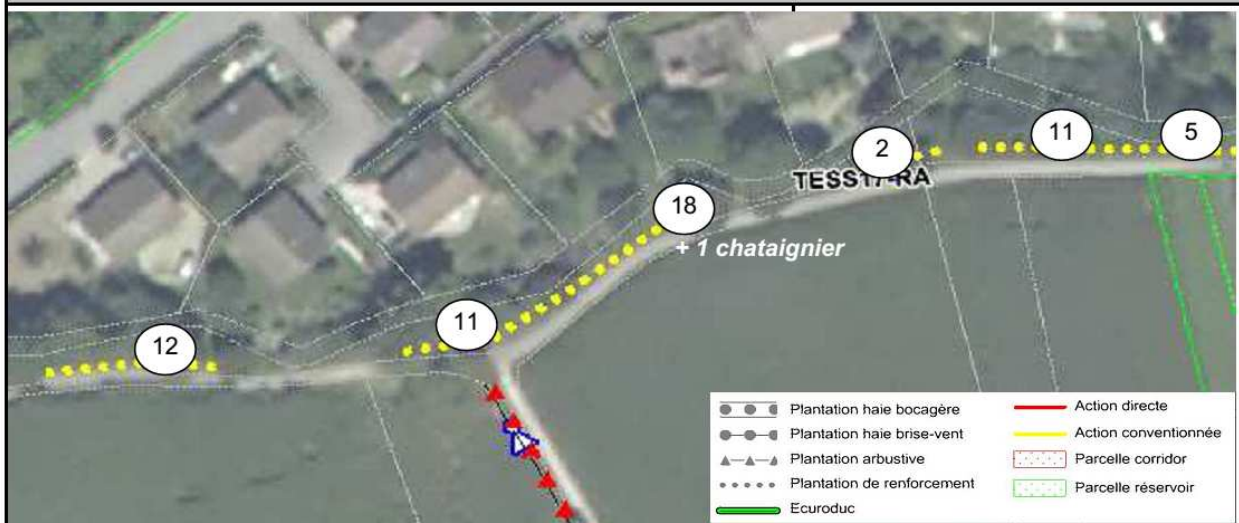 11
5
2
TESS17-RA
18
+ 1 chataignier
11
12
Plantation haie bocagère
Plantation haie brise-vent
Plantation arbustive
Plantation de renforcement
Ecuroduc
Action directe
Action conventionnée
Parcelle corridor
Parcelle réservoir